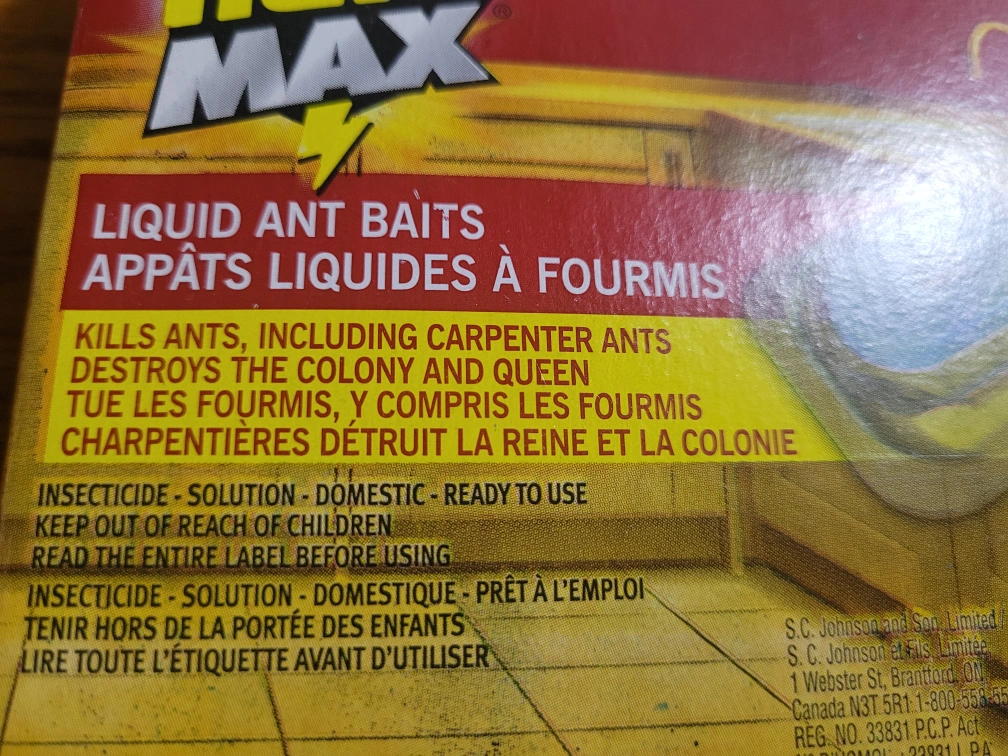 MAX®
LIQUID ANT BAITS
APPÂTS LIQUIDES À FOURMIS
KILLS ANTS, INCLUDING CARPENTER ANTS
DESTROYS THE COLONY AND QUEEN
TUE LES FOURMIS, Y COMPRIS LES FOURMIS
CHARPENTIÈRES DÉTRUIT LA REINE ET LA COLONIE
INSECTICIDE - SOLUTION - DOMESTIC - READY TO USE
KEEP OUT OF REACH OF CHILDREN
READ THE ENTIRE LABEL BEFORE USING
INSECTICIDE - SOLUTION - DOMESTIQUE - PRÊT À L'EMPLOI
TENIR HORS DE LA PORTÉE DES ENFANTS
LIRE TOUTE L'ÉTIQUETTE AVANT D'UTILISER
S.C. Johnson and Son, Limited /
S. C. Johnson et Fils, Limitée,
1 Webster St, Brantford, ON
Canada N3T 5R1 1-800-558-55
REG. NO. 33831 P.C.P. Act